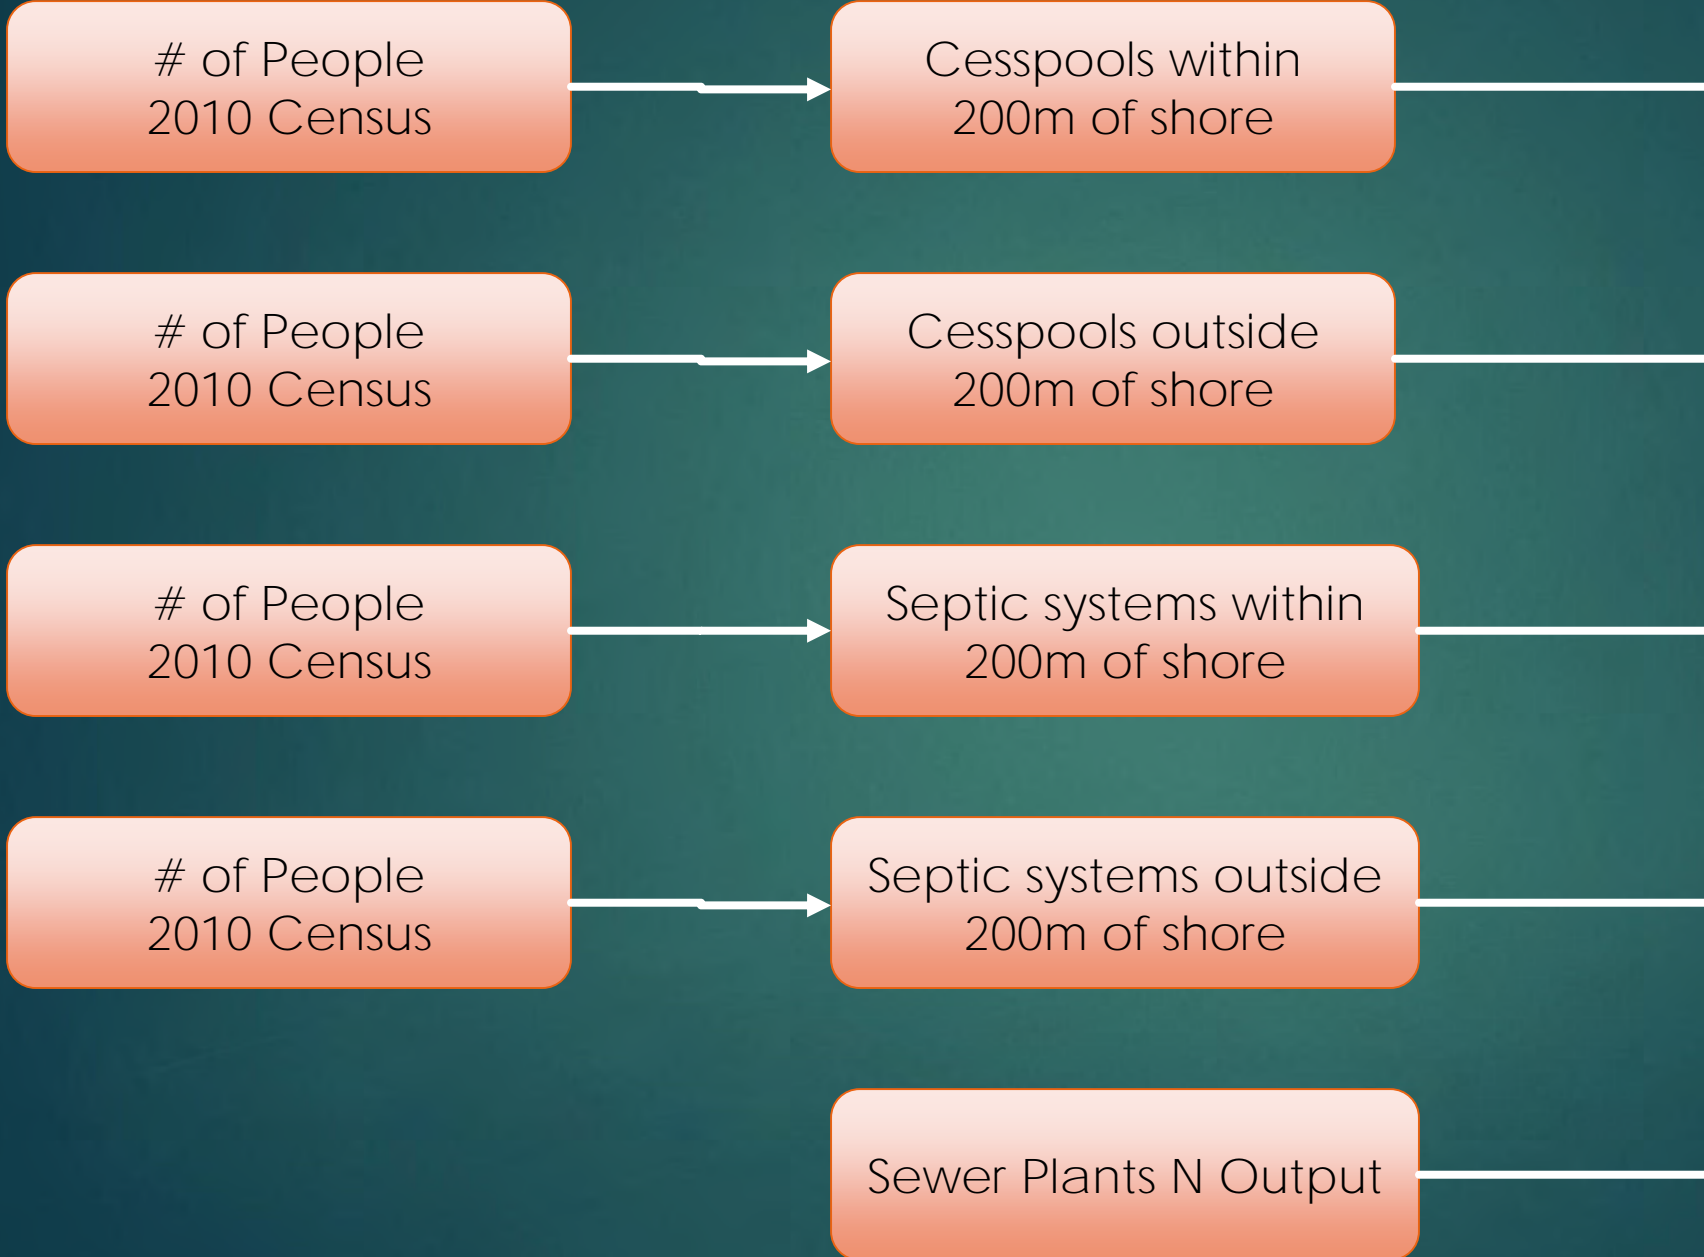 # of People
2010 Census
Cesspools within
200m of shore
# of People
2010 Census
Cesspools outside
200m of shore
# of People
2010 Census
Septic systems within
200m of shore
# of People
2010 Census
Septic systems outside
200m of shore
Sewer Plants N Output